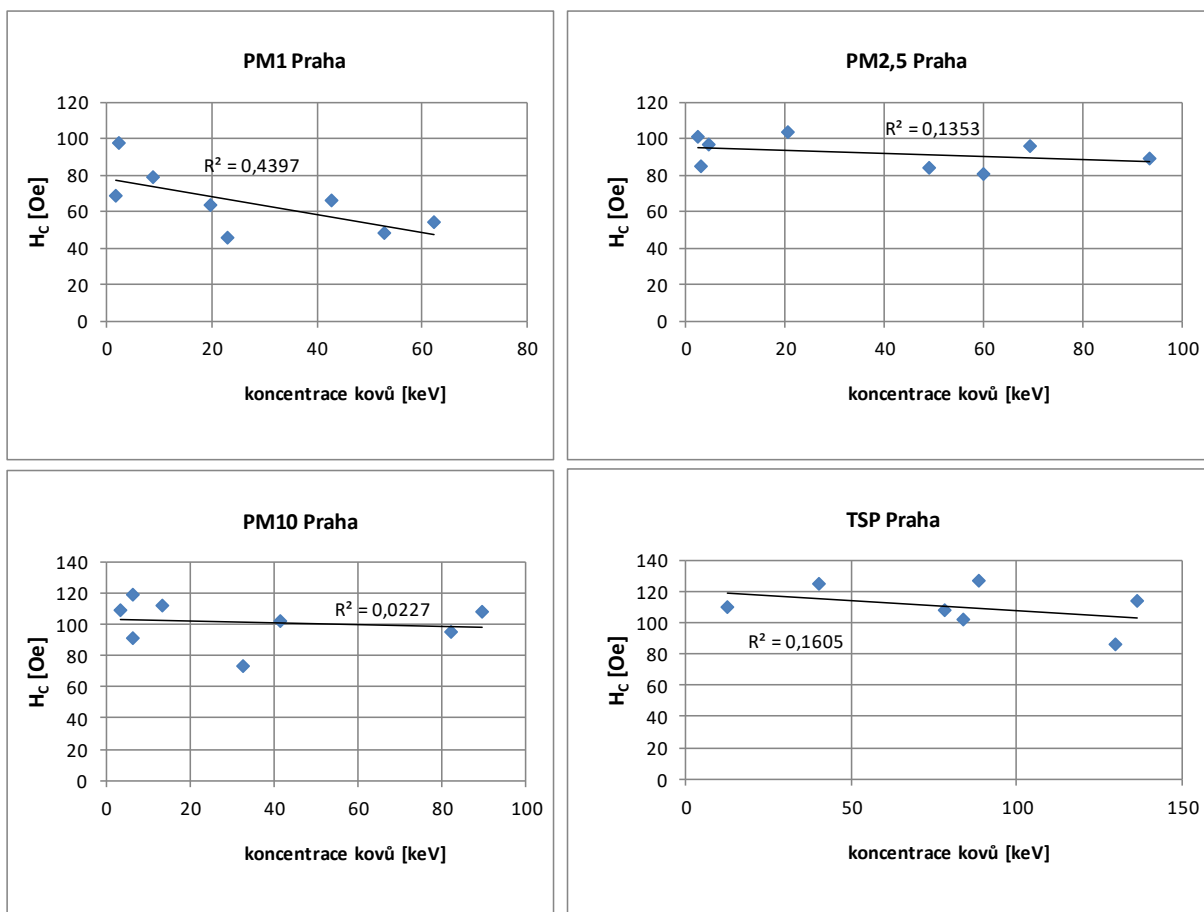 PM1 Praha
120
100
80
60
40
20
0
R² = 0,4397
H_C [Oe]
0 20 40 60 80
koncentrace kovů [keV]
PM2,5 Praha
120
100
80
60
40
20
0
R² = 0,1353
H_C [Oe]
0 20 40 60 80 100
koncentrace kovů [keV]
PM10 Praha
140
120
100
80
60
40
20
0
R² = 0,0227
H_C [Oe]
0 20 40 60 80 100
koncentrace kovů [keV]
TSP Praha
140
120
100
80
60
40
20
0
R² = 0,1605
H_C [Oe]
0 50 100 150
koncentrace kovů [keV]